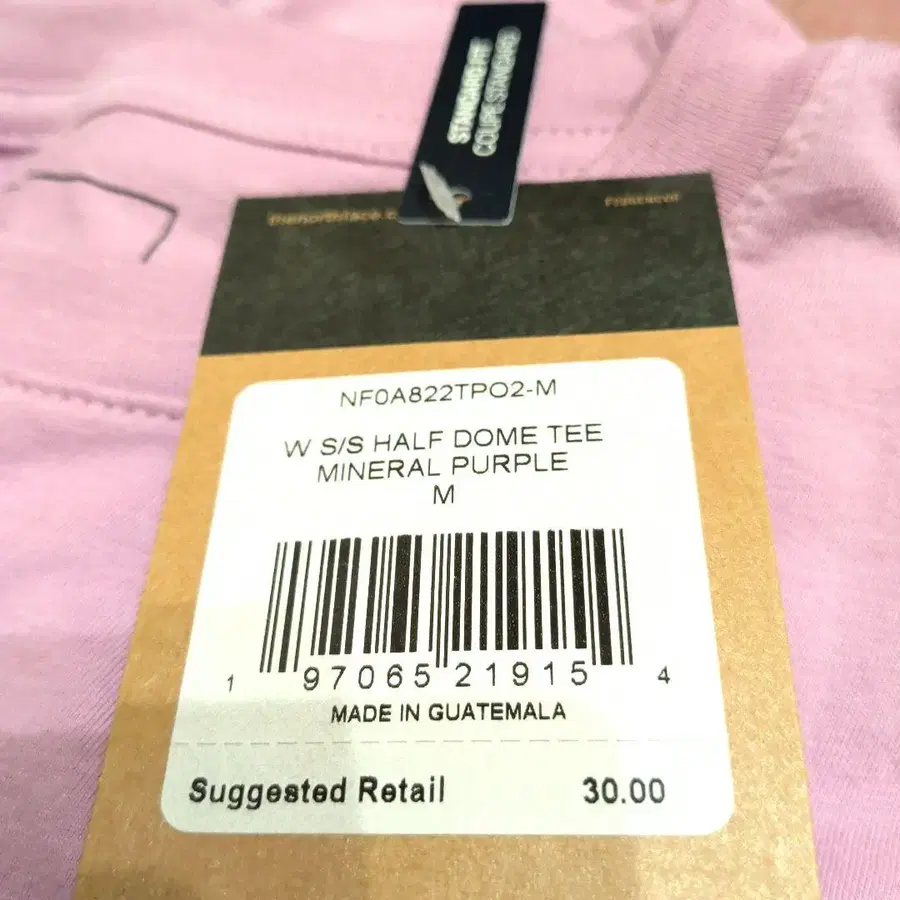 STANDARD FIT
COUPE STANDARD
thenorthface.c
NF0A822TPO2-M
W S/S HALF DOME TEE
MINERAL PURPLE
M
1 97065 21915 4
MADE IN GUATEMALA
Suggested Retail 30.00